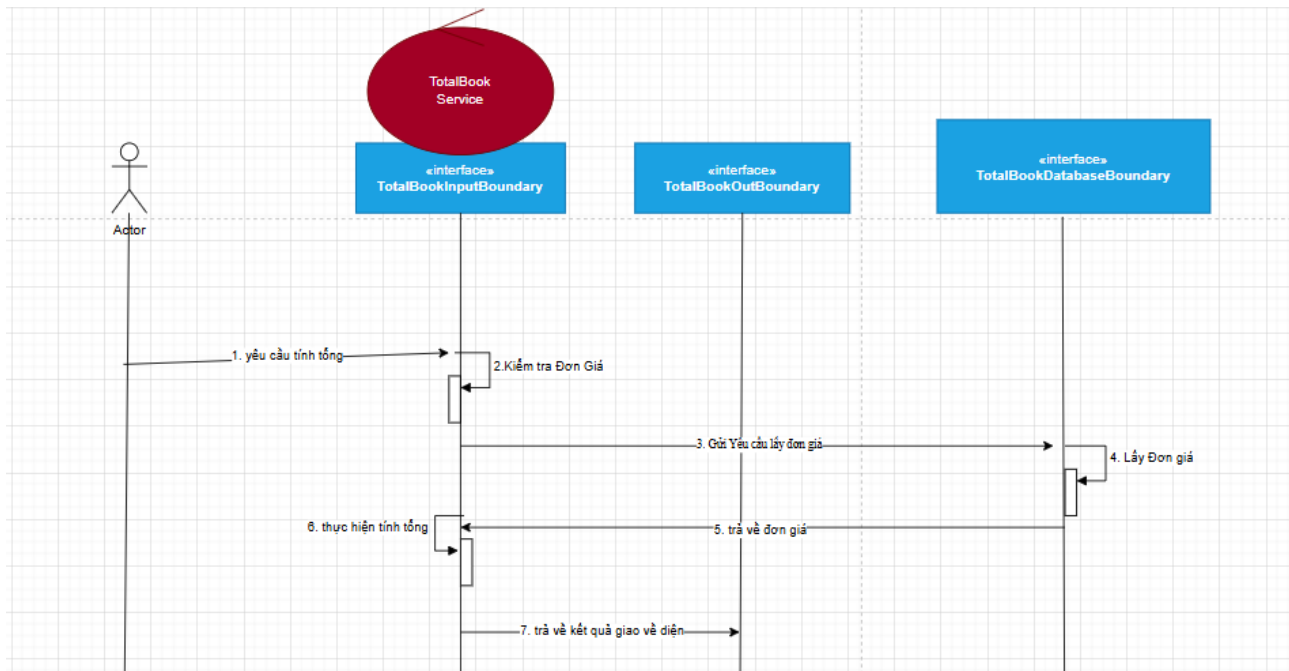 TotalBook
Service
«interface»
TotalBookInputBoundary
«interface»
TotalBookOutBoundary
«interface»
TotalBookDatabaseBoundary
Actor
1. yêu cầu tính tổng
2.Kiểm tra Đơn Giá
3. Gửi Yêu cầu lấy đơn giá
4. Lấy Đơn giá
5. trả về đơn giá
6. thực hiện tính tổng
7. trả về kết quả giao về diện